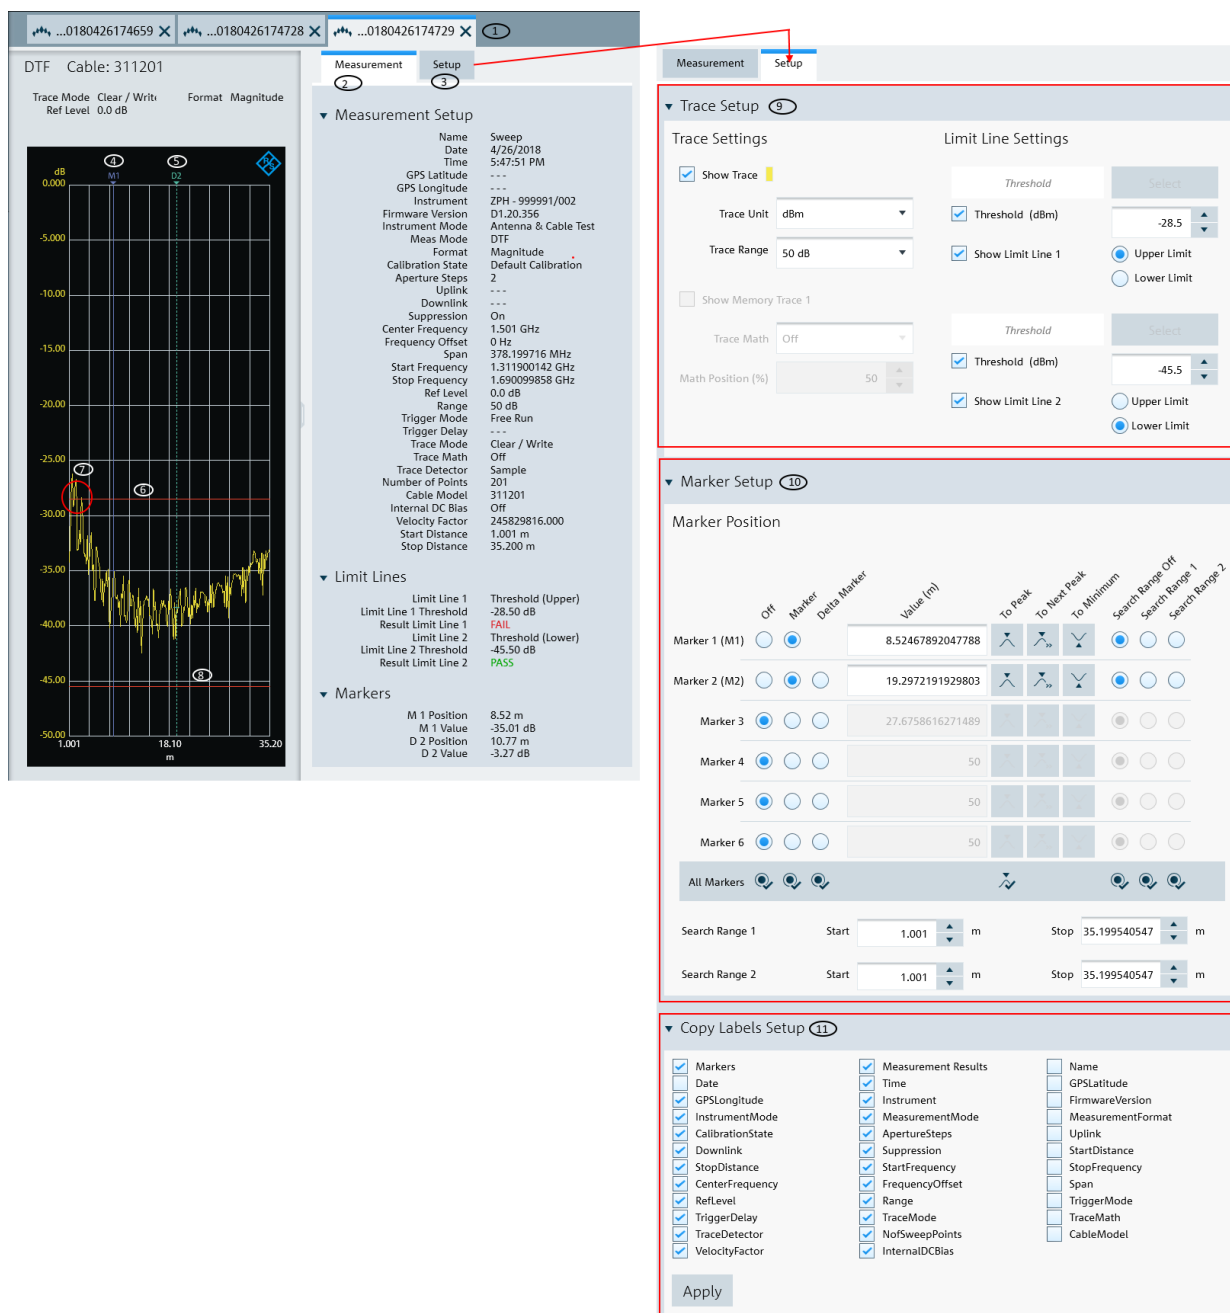 ...0180426174659
...0180426174728
...0180426174729
1
DTF Cable: 311201
Trace Mode Clear / Write Format Magnitude
Ref Level 0.0 dB
4 5
dB M1 D2
R S
0.000
-5.000
-10.00
-15.00
-20.00
-25.00
7
6
-30.00
-35.00
-40.00
8
-45.00
-50.00
1.001 18.10 35.20
m
Measurement Setup
2 3
Measurement Setup
Name Sweep
Date 4/26/2018
Time 5:47:51 PM
GPS Latitude ---
GPS Longitude ---
Instrument ZPH - 999991/002
Firmware Version D1.20.356
Instrument Mode Antenna & Cable Test
Meas Mode DTF
Format Magnitude
Calibration State Default Calibration
Aperture Steps 2
Uplink ---
Downlink ---
Suppression On
Center Frequency 1.501 GHz
Frequency Offset 0 Hz
Span 378.199716 MHz
Start Frequency 1.311900142 GHz
Stop Frequency 1.690099858 GHz
Ref Level 0.0 dB
Range 50 dB
Trigger Mode Free Run
Trigger Delay ---
Trace Mode Clear / Write
Trace Math Off
Trace Detector Sample
Number of Points 201
Cable Model 311201
Internal DC Bias Off
Velocity Factor 245829816.000
Start Distance 1.001 m
Stop Distance 35.200 m
Limit Lines
Limit Line 1 Threshold (Upper)
Limit Line 1 Threshold -28.50 dB
Result Limit Line 1 FAIL
Limit Line 2 Threshold (Lower)
Limit Line 2 Threshold -45.50 dB
Result Limit Line 2 PASS
Markers
M 1 Position 8.52 m
M 1 Value -35.01 dB
D 2 Position 10.77 m
D 2 Value -3.27 dB
Measurement Setup
Trace Setup 9
Trace Settings Limit Line Settings
Show Trace Threshold Select
Trace Unit dBm Threshold (dBm) -28.5
Trace Range 50 dB Show Limit Line 1 Upper Limit
Lower Limit
Show Memory Trace 1
Trace Math Off Threshold Select
Math Position (%) 50 Threshold (dBm) -45.5
Show Limit Line 2 Upper Limit
Lower Limit
Marker Setup 10
Marker Position
Off Marker Delta Marker Value (m) To Peak To Next Peak To Minimum Search Range Off Search Range 1 Search Range 2
Marker 1 (M1) 8.52467892047788
Marker 2 (M2) 19.2972191929803
Marker 3 27.6758616271489
Marker 4 50
Marker 5 50
Marker 6 50
All Markers
Search Range 1 Start 1.001 m Stop 35.199540547 m
Search Range 2 Start 1.001 m Stop 35.199540547 m
Copy Labels Setup 11
Markers Measurement Results Name
Date Time GPSLatitude
GPSLongitude Instrument FirmwareVersion
InstrumentMode MeasurementMode MeasurementFormat
CalibrationState ApertureSteps Uplink
Downlink Suppression StartDistance
StopDistance StartFrequency StopFrequency
CenterFrequency FrequencyOffset Span
RefLevel Range TriggerMode
TriggerDelay TraceMode TraceMath
TraceDetector NofSweepPoints CableModel
VelocityFactor InternalDCBias
Apply